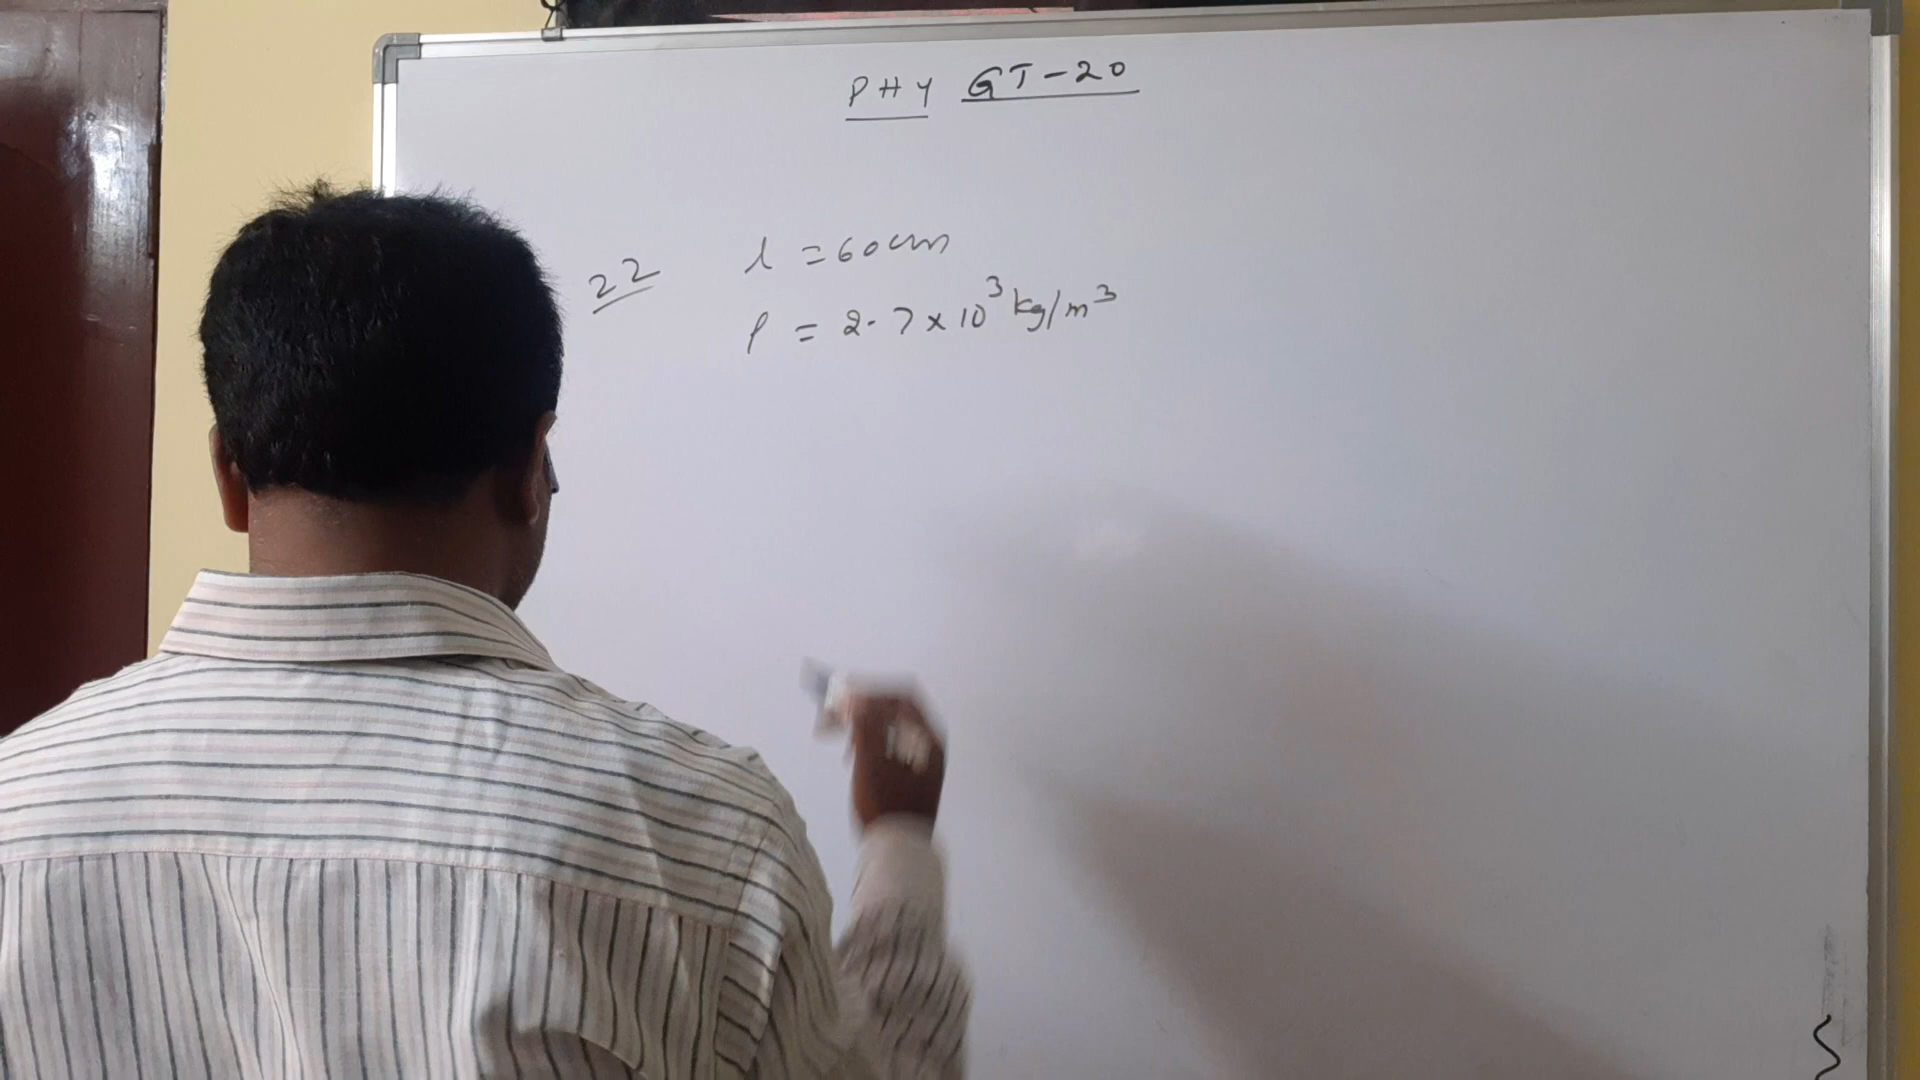 PHY GT-20
22 l = 60cm
ρ = 2.7 x 10³ kg/m³